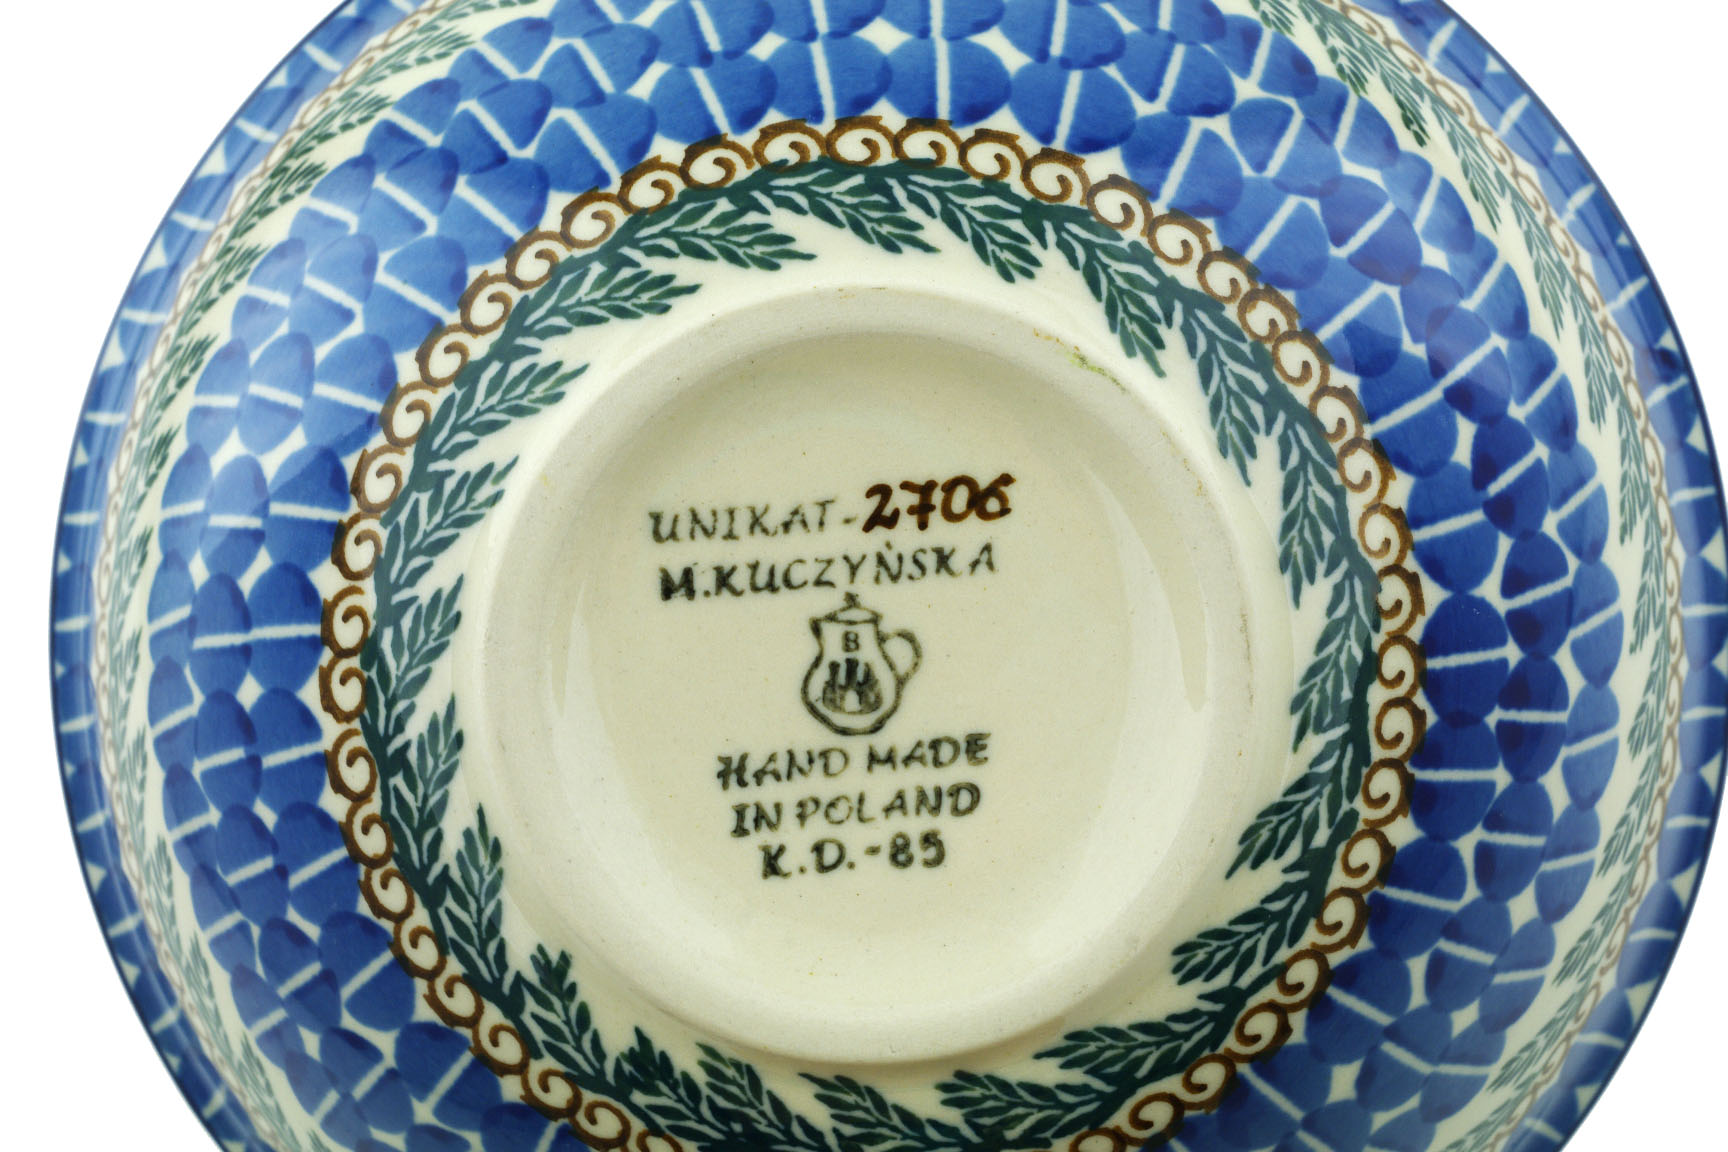 UNIKAT-2706
M.KUCZYŃSKA
B
HAND MADE
IN POLAND
K.D.-85